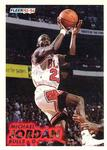 FLEER '93-94
MICHAEL
JORDAN
BULLS • G